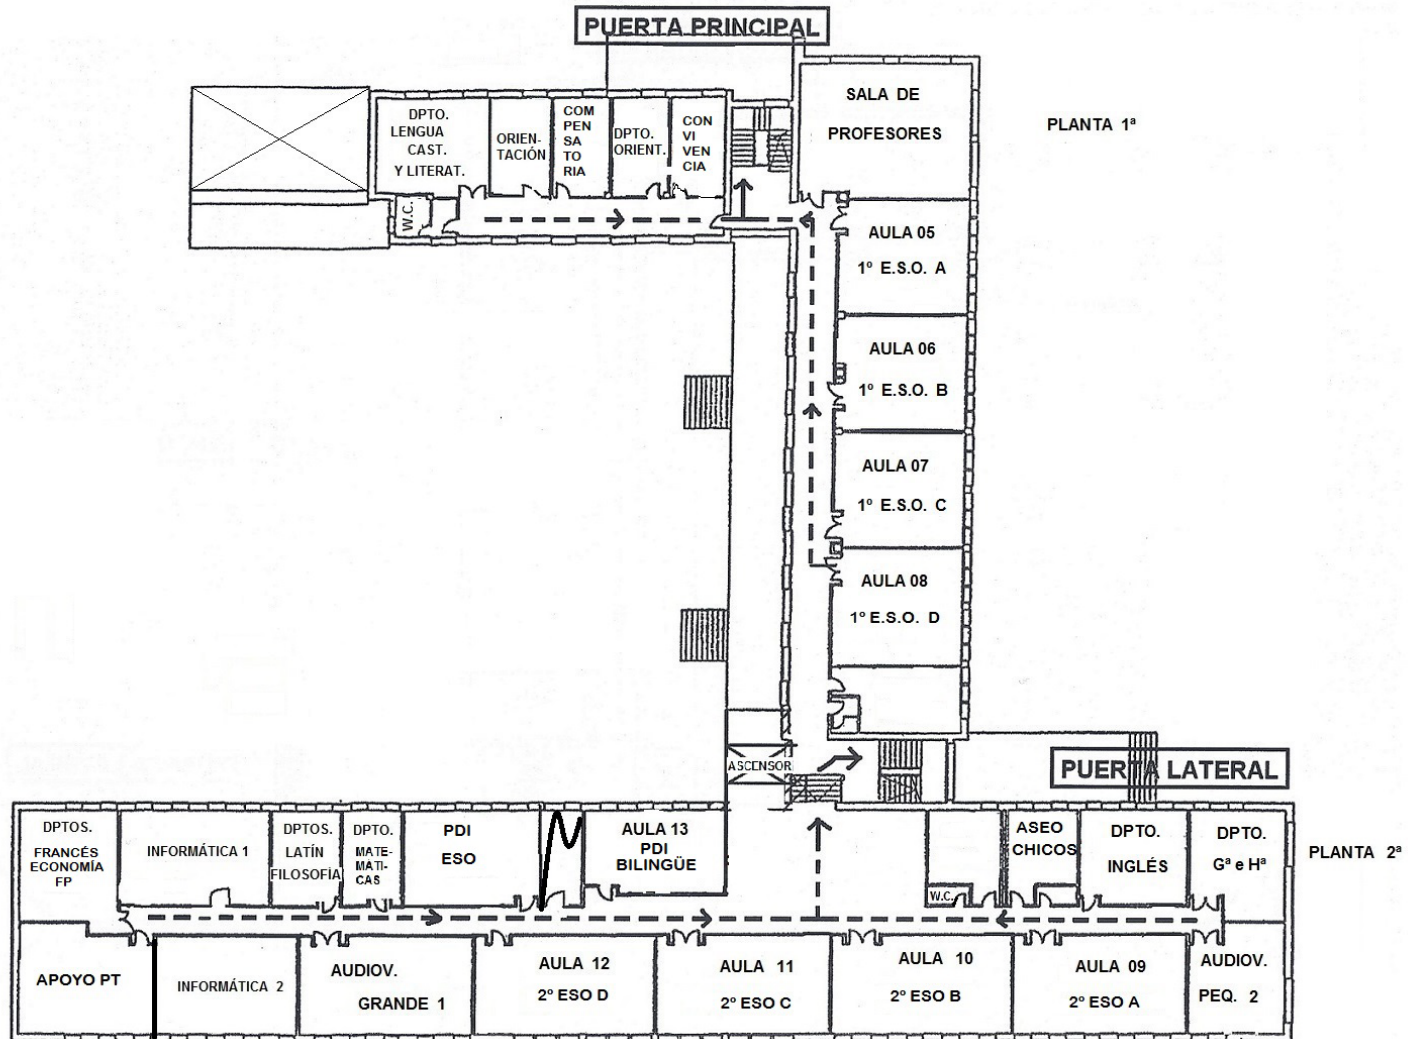 PUERTA PRINCIPAL
PLANTA 1ª
SALA DE
PROFESORES
DPTO.
LENGUA
CAST.
Y LITERAT.
ORIEN-
TACIÓN
COM
PEN
SA
TO
RIA
DPTO.
ORIENT.
CON
VI
VEN
CIA
W.C.
AULA 05
1º E.S.O. A
AULA 06
1º E.S.O. B
AULA 07
1º E.S.O. C
AULA 08
1º E.S.O. D
ASCENSOR
PUERTA LATERAL
PLANTA 2ª
DPTOS.
FRANCÉS
ECONOMÍA
FP
INFORMÁTICA 1
DPTOS.
LATÍN
FILOSOFÍA
DPTO.
MATE-
MATI-
CAS
PDI
ESO
AULA 13
PDI
BILINGÜE
W.C.
ASEO
CHICOS
DPTO.
INGLÉS
DPTO.
Gª e Hª
APOYO PT
INFORMÁTICA 2
AUDIOV.
GRANDE 1
AULA 12
2º ESO D
AULA 11
2º ESO C
AULA 10
2º ESO B
AULA 09
2º ESO A
AUDIOV.
PEQ. 2